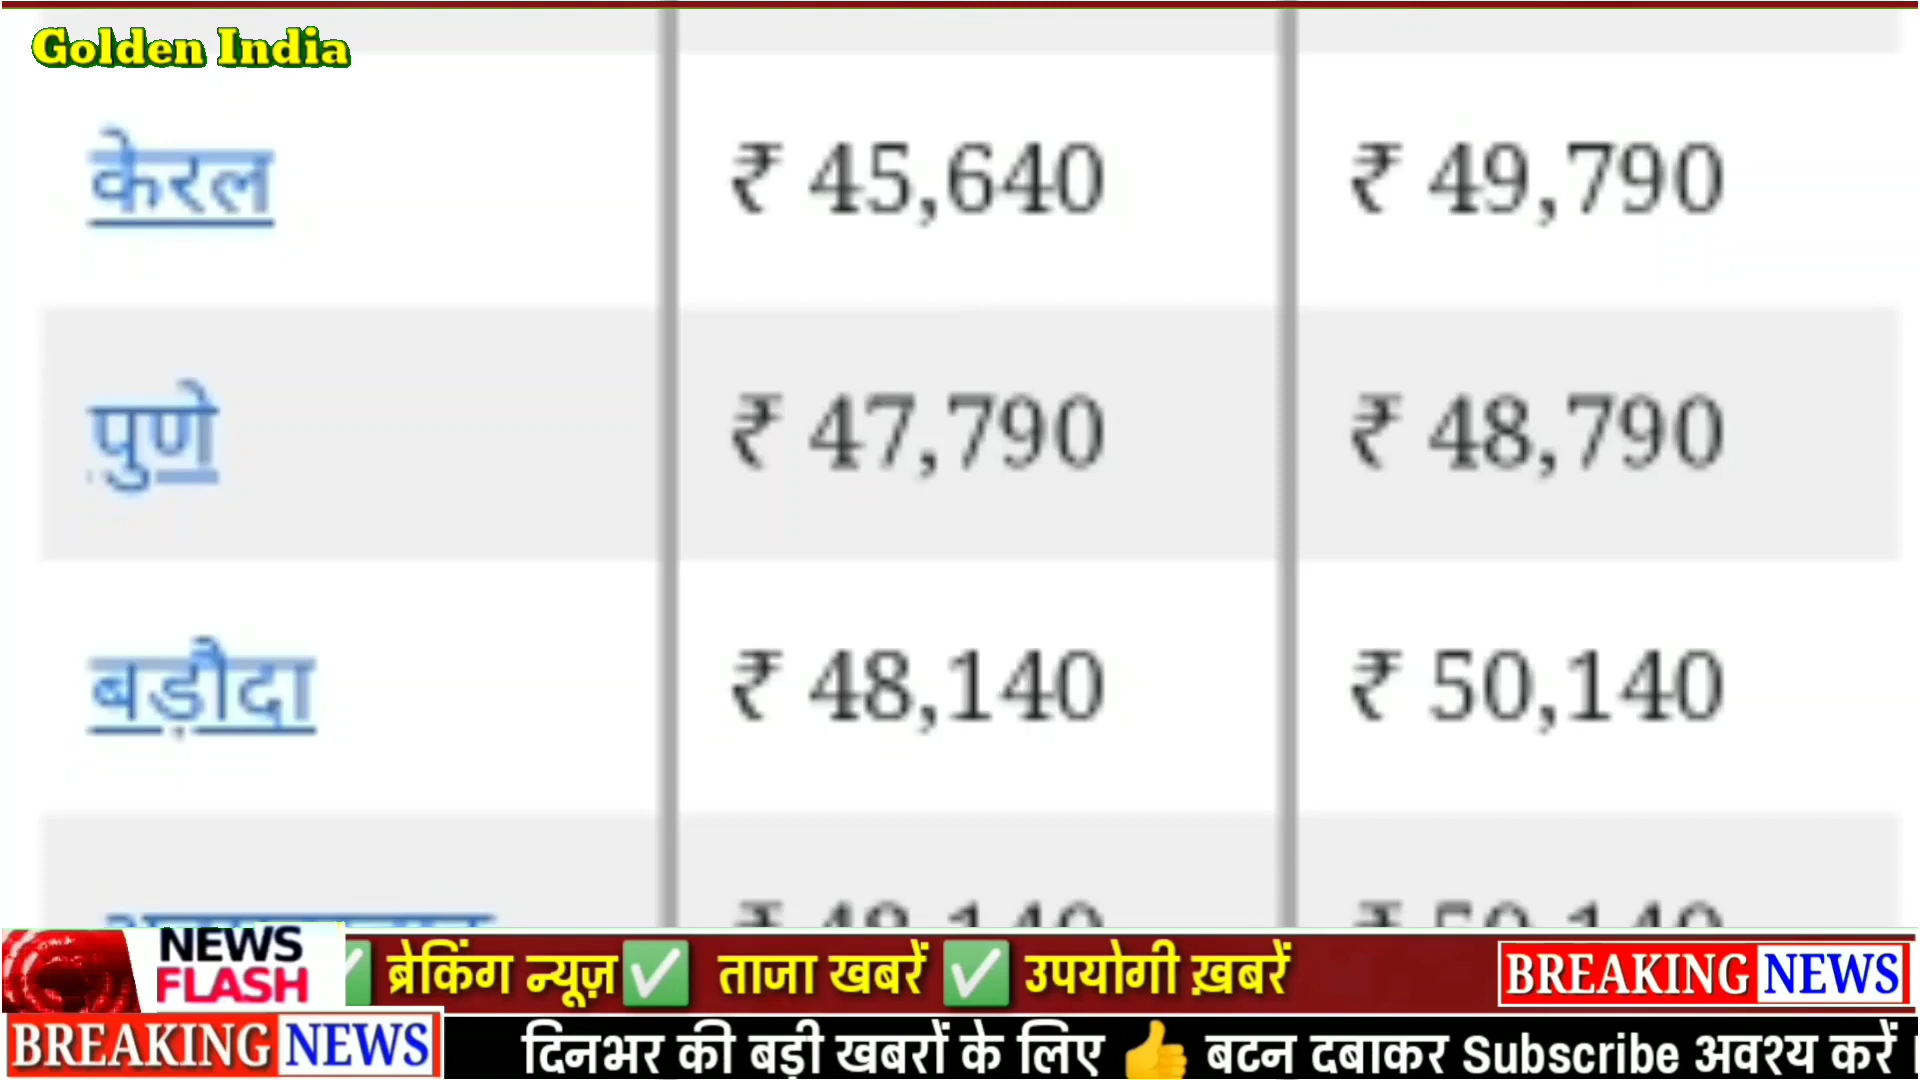 Golden India
केरल ₹ 45,640 ₹ 49,790
पुणे ₹ 47,790 ₹ 48,790
बड़ौदा ₹ 48,140 ₹ 50,140
NEWS
FLASH
ब्रेकिंग न्यूज़✅ ताजा खबरें ✅ उपयोगी ख़बरें
BREAKING NEWS
BREAKING NEWS
दिनभर की बड़ी खबरों के लिए 👍 बटन दबाकर Subscribe अवश्य करें